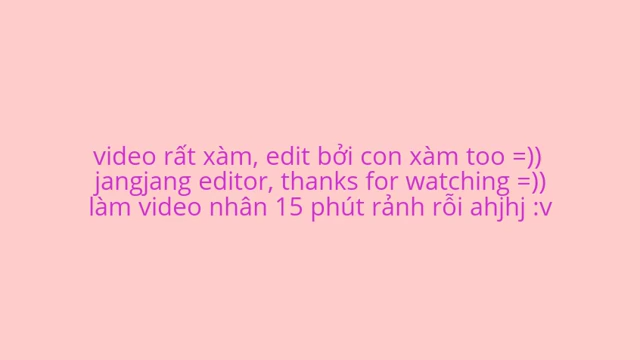 video rất xàm, edit bởi con xàm too =))
jangjang editor, thanks for watching =))
làm video nhân 15 phút rảnh rỗi ahjhj :v